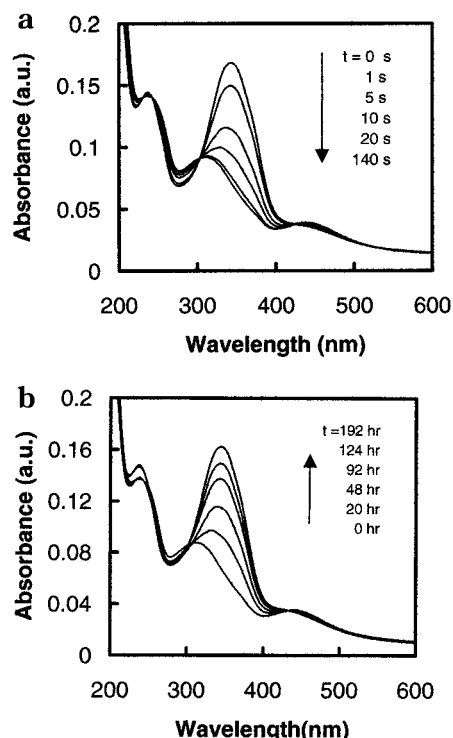 a
0.2
0.15
0.1
0.05
0
Absorbance (a.u.)
t = 0 s
1 s
5 s
10 s
20 s
140 s
200 300 400 500 600
Wavelength (nm)
b
0.2
0.16
0.12
0.08
0.04
0
Absorbance (a.u.)
t =192 hr
124 hr
92 hr
48 hr
20 hr
0 hr
200 300 400 500 600
Wavelength(nm)